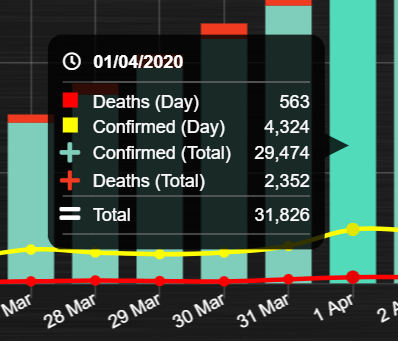 01/04/2020
Deaths (Day) 563
Confirmed (Day) 4,324
Confirmed (Total) 29,474
Deaths (Total) 2,352
Total 31,826
Mar 28 Mar 29 Mar 30 Mar 31 Mar 1 Apr 2 A